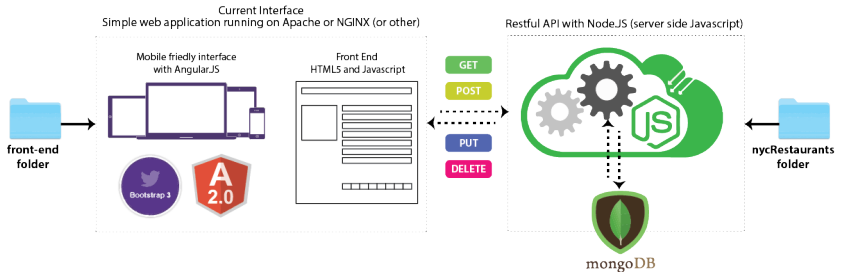 Current Interface
Simple web application running on Apache or NGINX (or other)
Mobile friedly interface
with AngularJS
Front End
HTML5 and Javascript
front-end
folder
Bootstrap 3
A
2.0
GET
POST
PUT
DELETE
Restful API with Node.JS (server side Javascript)
JS
nycRestaurants
folder
mongoDB